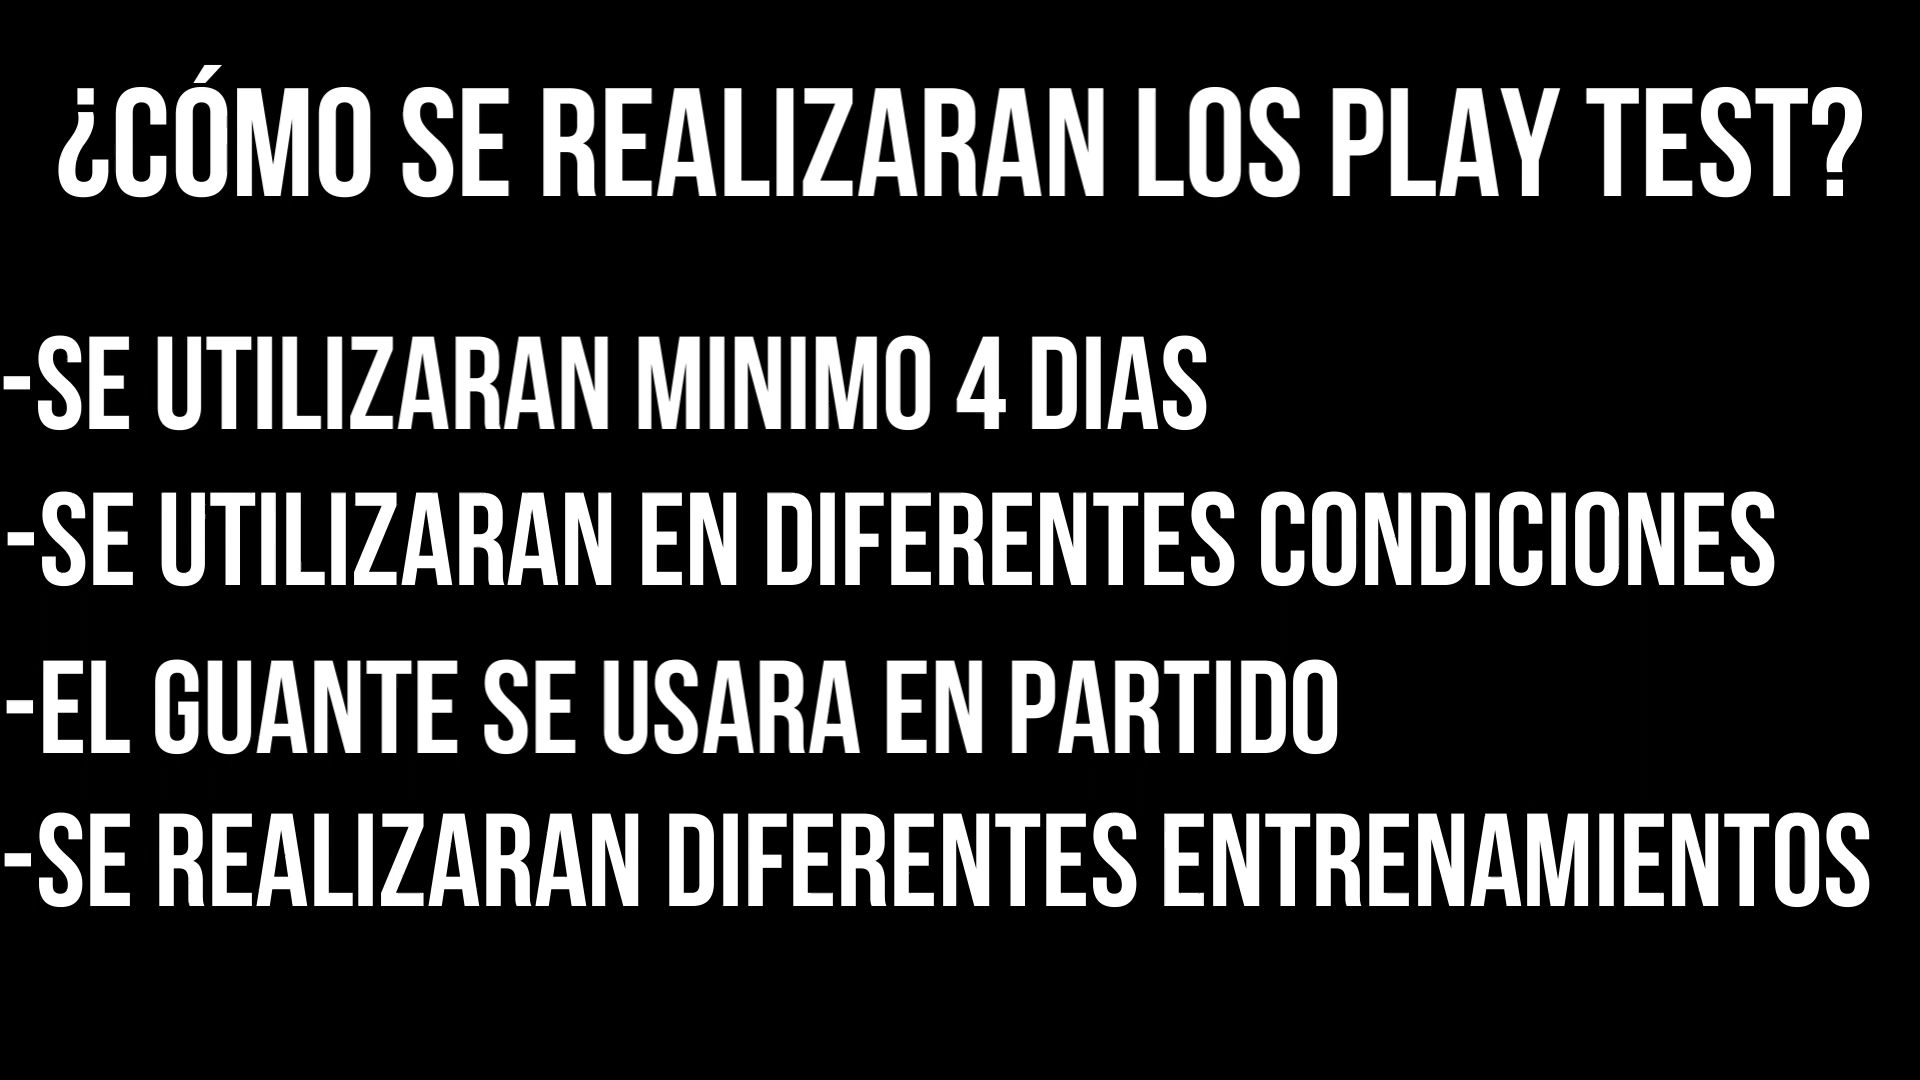 ¿CÓMO SE REALIZARAN LOS PLAY TEST?
-SE UTILIZARAN MINIMO 4 DIAS
-SE UTILIZARAN EN DIFERENTES CONDICIONES
-EL GUANTE SE USARA EN PARTIDO
-SE REALIZARAN DIFERENTES ENTRENAMIENTOS